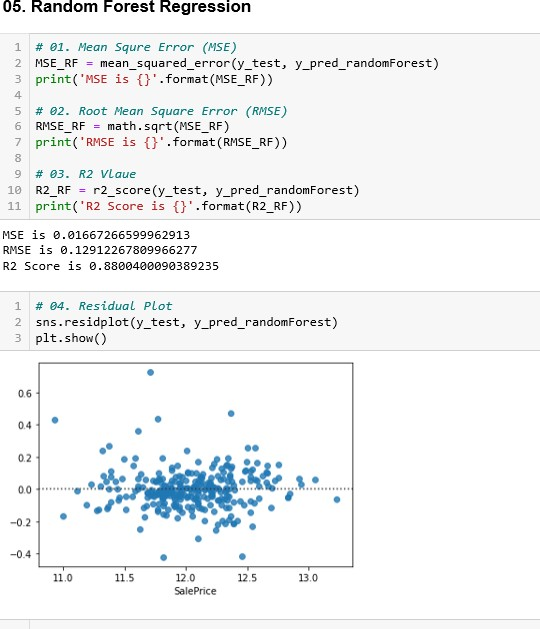 05. Random Forest Regression
1 # 01. Mean Squre Error (MSE)
2 MSE_RF = mean_squared_error(y_test, y_pred_randomForest)
3 print('MSE is {}'.format(MSE_RF))
4
5 # 02. Root Mean Square Error (RMSE)
6 RMSE_RF = math.sqrt(MSE_RF)
7 print('RMSE is {}'.format(RMSE_RF))
8
9 # 03. R2 Vlaue
10 R2_RF = r2_score(y_test, y_pred_randomForest)
11 print('R2 Score is {}'.format(R2_RF))
MSE is 0.01667266599962913
RMSE is 0.12912267809966277
R2 Score is 0.8800400090389235
1 # 04. Residual Plot
2 sns.residplot(y_test, y_pred_randomForest)
3 plt.show()
0.6
0.4
0.2
0.0
−0.2
−0.4
11.0 11.5 12.0 12.5 13.0
SalePrice